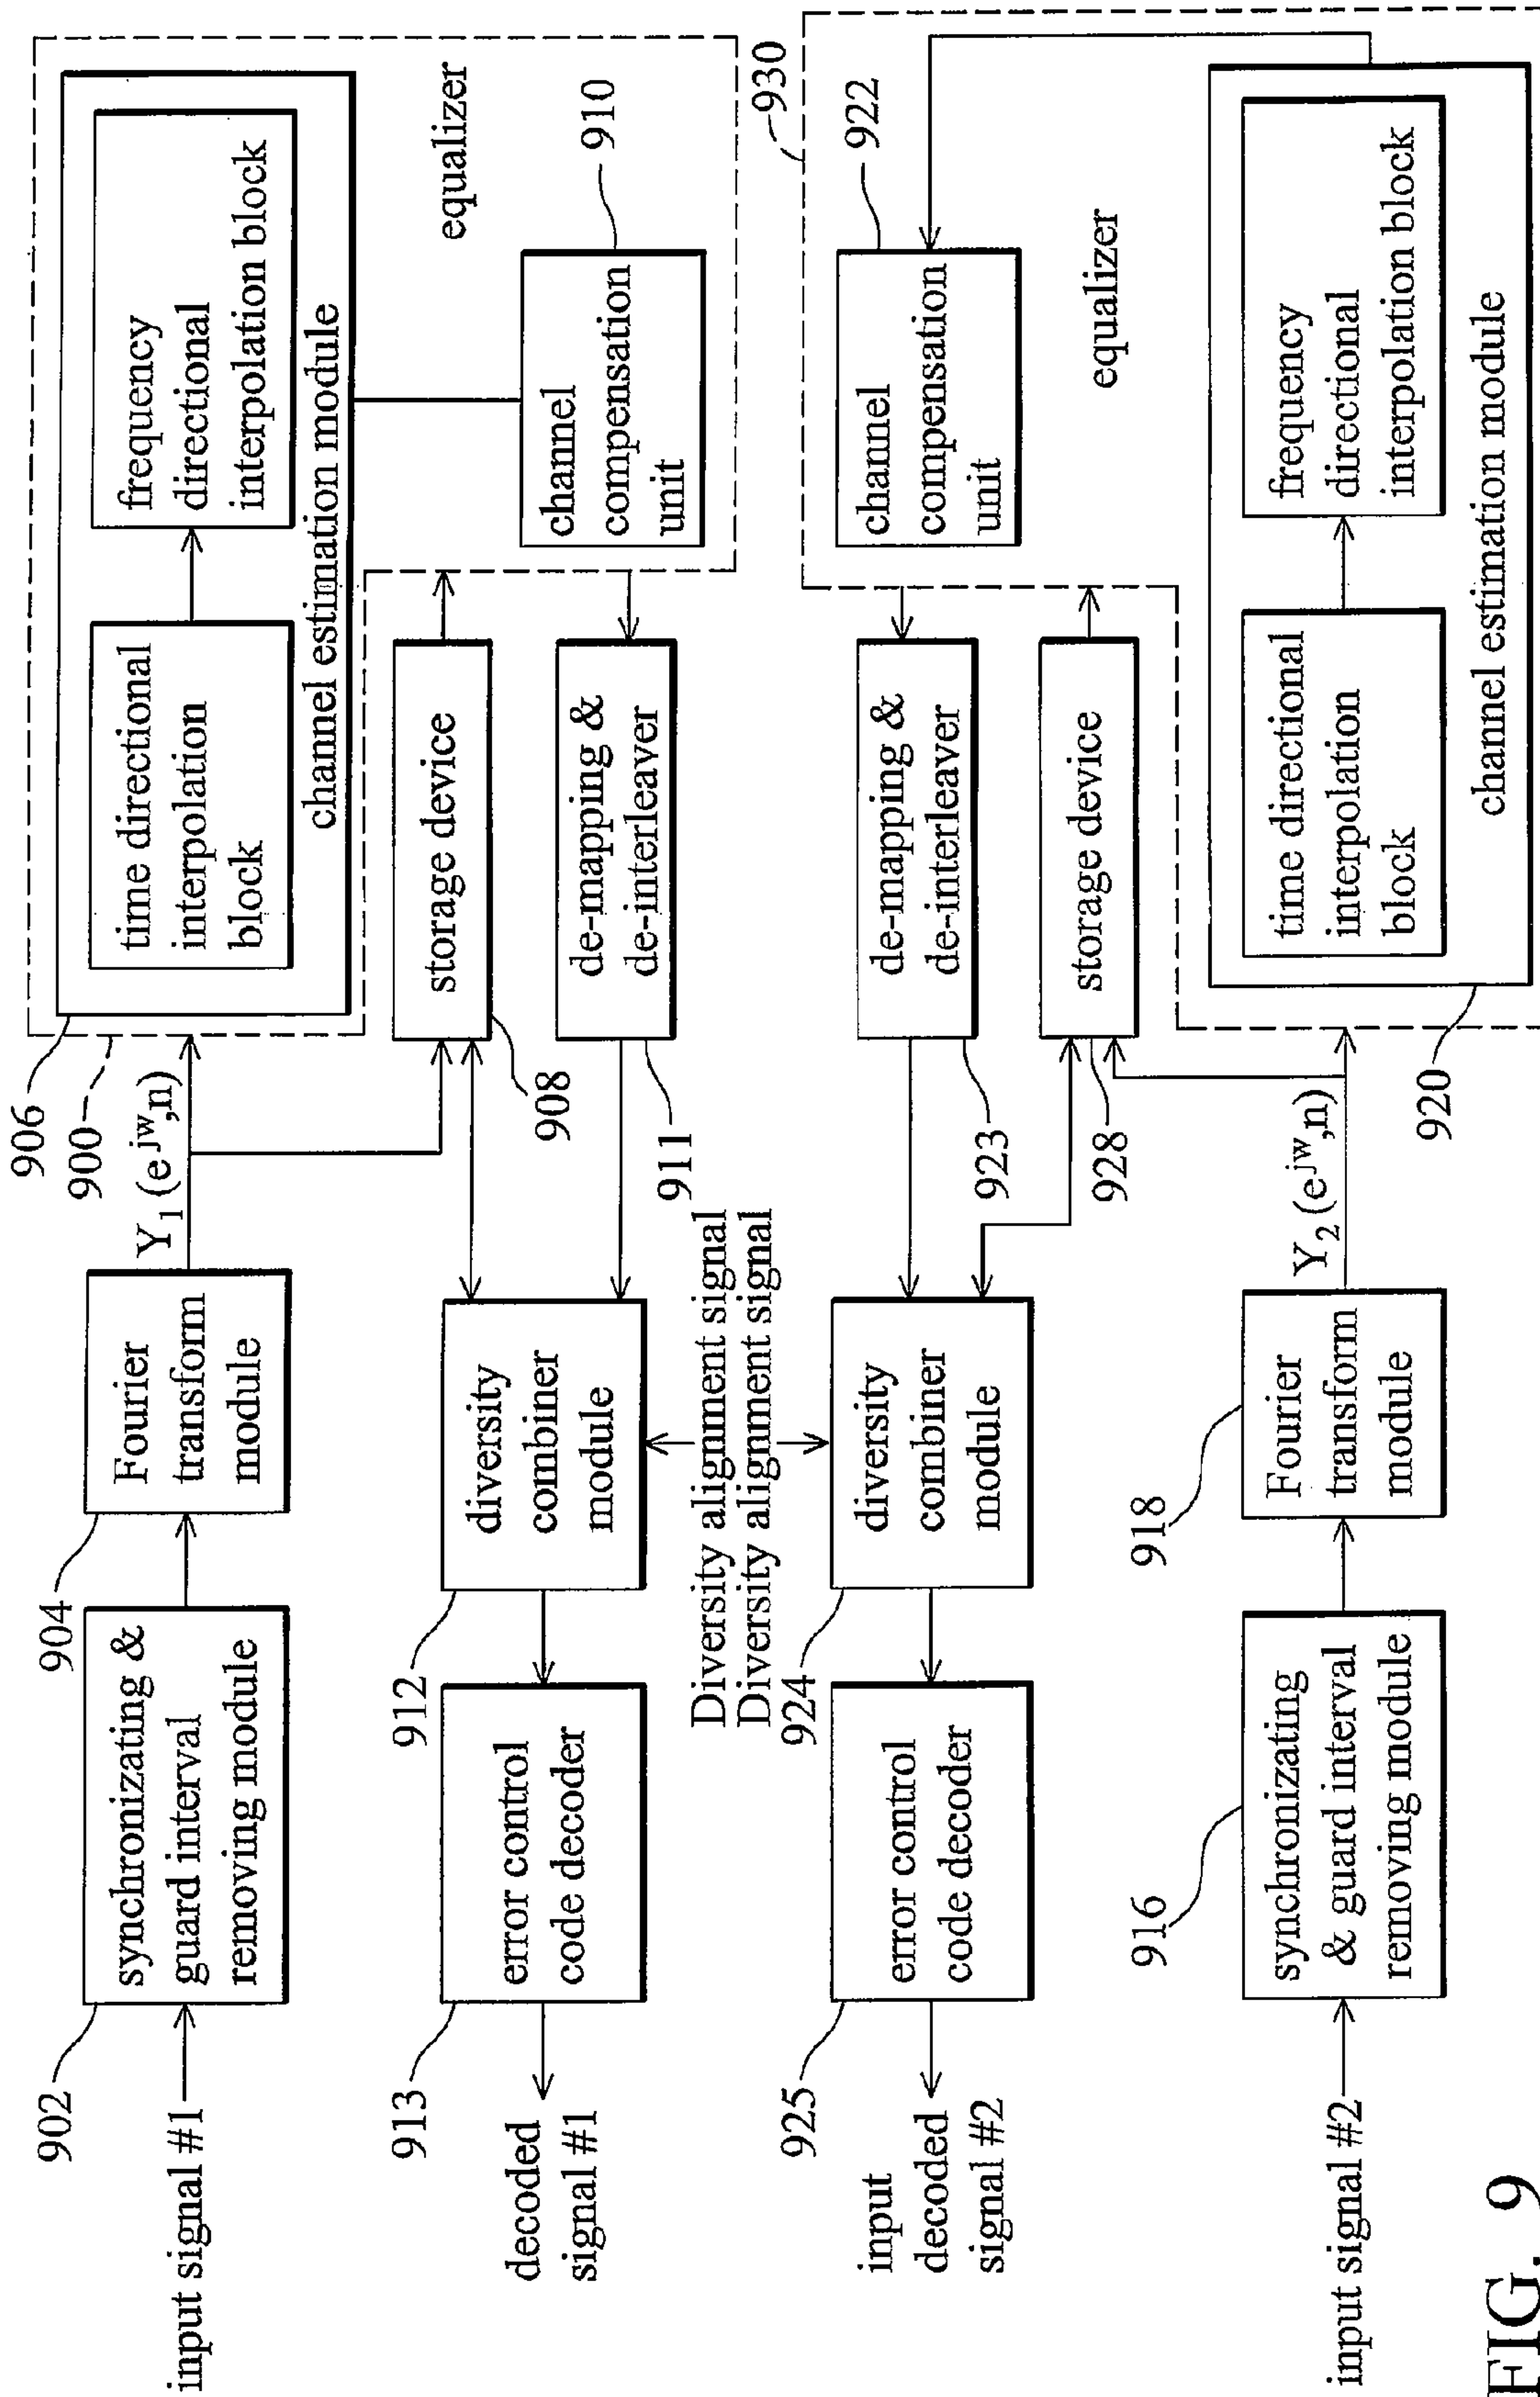 906
900
time directional
interpolation
block
frequency
directional
interpolation block
channel estimation module
equalizer
904
Fourier
transform
module
Y1 (e^jw,n)
902
synchronizating &
guard interval
removing module
input signal #1
storage device
908
channel
compensation
unit
910
de-mapping &
de-interleaver
911
diversity
combiner
module
912
error control
code decoder
913
decoded
signal #1
Diversity alignment signal
Diversity alignment signal
930
channel
compensation
unit
922
equalizer
de-mapping &
de-interleaver
923
storage device
928
diversity
combiner
module
924
error control
code decoder
925
input
decoded
signal #2
time directional
interpolation
block
frequency
directional
interpolation block
channel estimation module
920
Y2 (e^jw,n)
918
Fourier
transform
module
916
synchronizating
& guard interval
removing module
input signal #2
FIG. 9